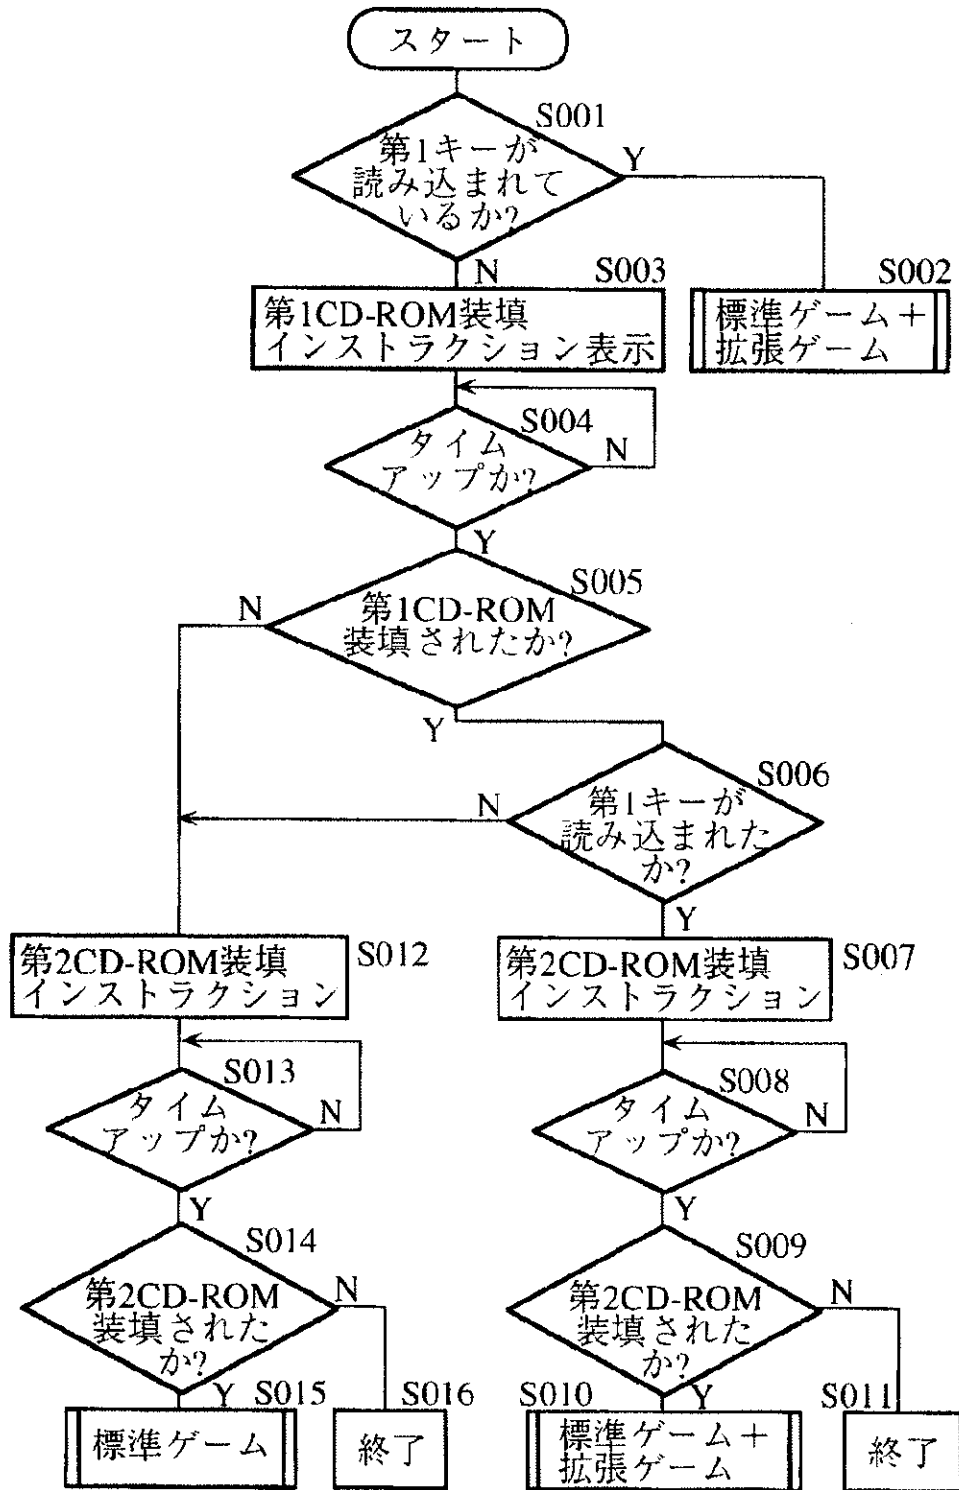 スタート
S001
第1キーが
読み込まれて
いるか?
Y
N
S003
第1CD-ROM装填
インストラクション表示
S002
標準ゲーム+
拡張ゲーム
S004
タイム
アップか?
N
Y
S005
第1CD-ROM
装填されたか?
N
Y
S006
第1キーが
読み込まれた
か?
N
Y
第2CD-ROM装填
インストラクション
S012
第2CD-ROM装填
インストラクション
S007
S013
タイム
アップか?
N
Y
S008
タイム
アップか?
N
Y
S014
第2CD-ROM
装填された
か?
N
Y
S009
第2CD-ROM
装填された
か?
N
Y
S015
標準ゲーム
S016
終了
S010
標準ゲーム+
拡張ゲーム
S011
終了